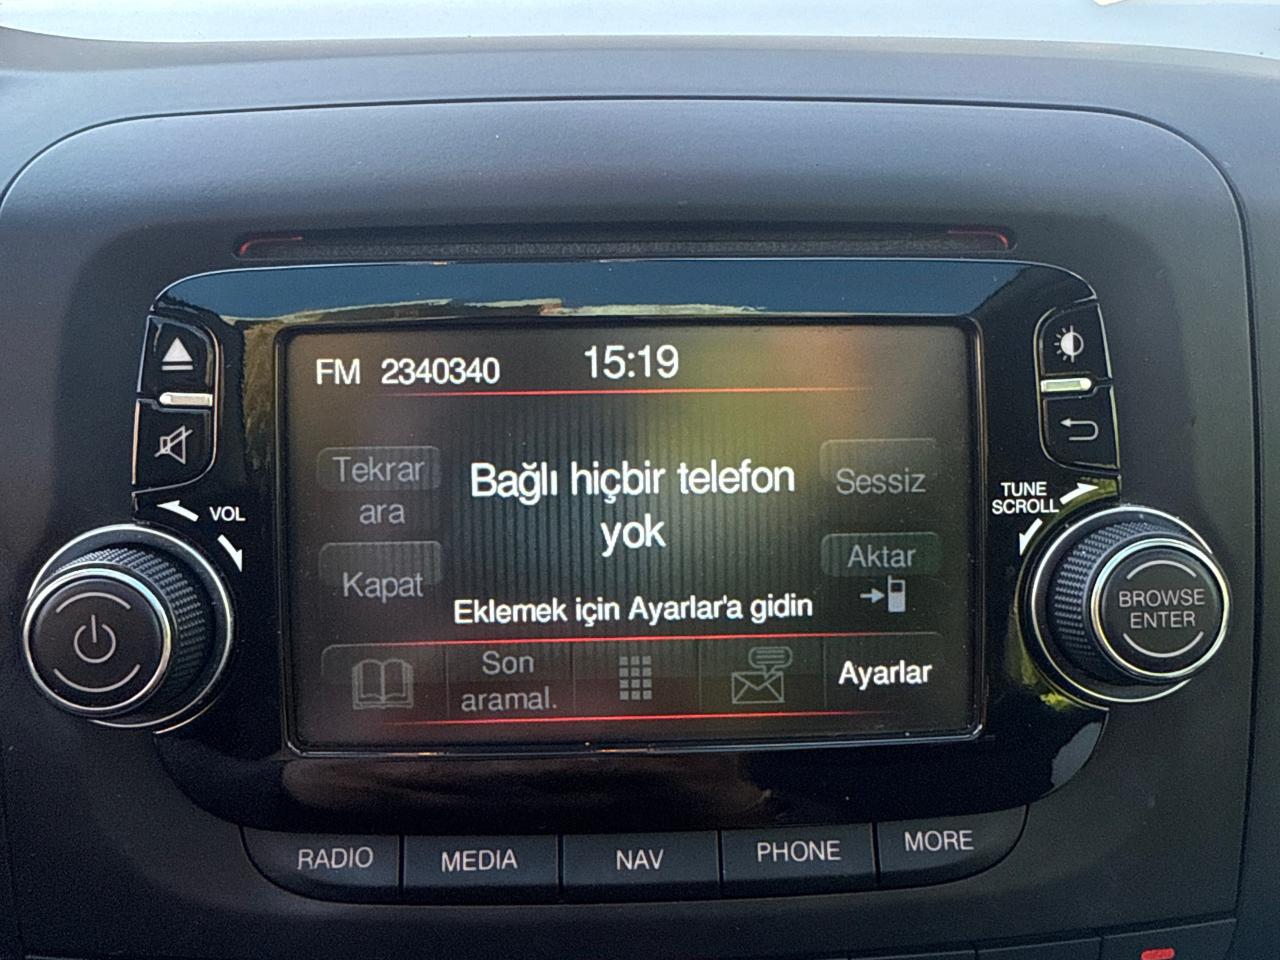 FM 2340340 15:19
Tekrar
ara
Bağlı hiçbir telefon
yok
Sessiz
Kapat
Aktar
Eklemek için Ayarlar'a gidin
Son
aramal.
Ayarlar
VOL
TUNE
SCROLL
BROWSE
ENTER
RADIO
MEDIA
NAV
PHONE
MORE